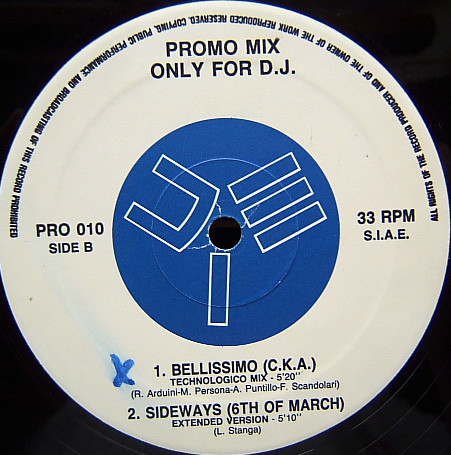 ALL RIGHTS OF THE RECORD PRODUCER AND OF THE OWNER OF THE WORK REPRODUCED RESERVED, COPYING, PUBLIC PERFORMANCE, AND BROADCASTING OF THIS RECORD PROHIBITED
PROMO MIX
ONLY FOR D.J.
PRO 010
SIDE B
33 RPM
S.I.A.E.
1. BELLISSIMO (C.K.A.)
TECHNOLOGICO MIX - 5'20"
(R. Arduini-M. Persona-A. Puntillo-F. Scandolari)
2. SIDEWAYS (6TH OF MARCH)
EXTENDED VERSION - 5'10"
(L. Stanga)